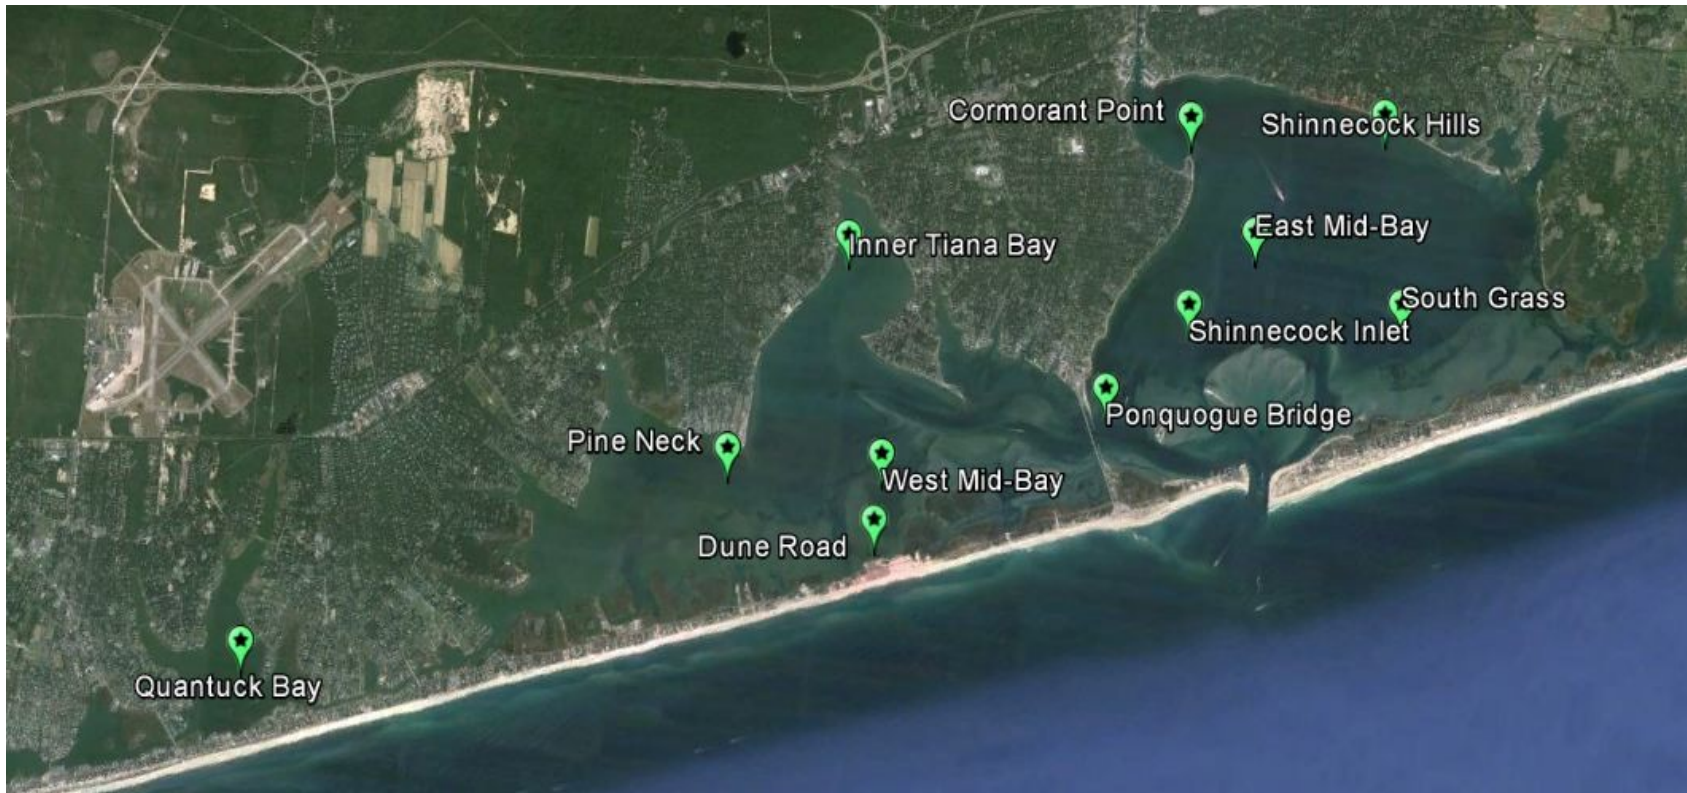 Cormorant Point
Shinnecock Hills
East Mid-Bay
Inner Tiana Bay
South Grass
Shinnecock Inlet
Ponquogue Bridge
Pine Neck
West Mid-Bay
Dune Road
Quantuck Bay